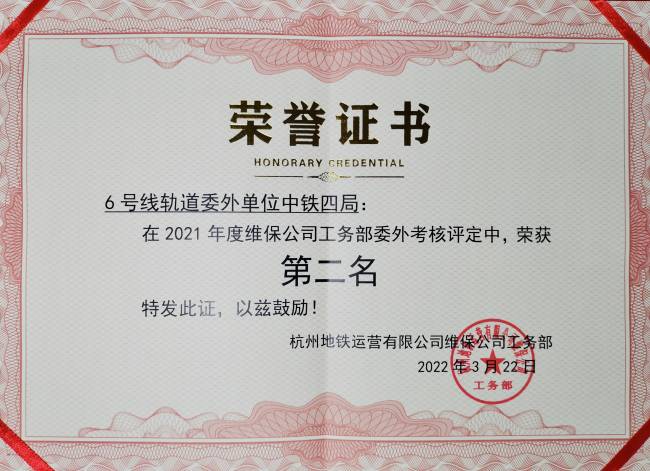 荣誉证书
HONORARY CREDENTIAL
6号线轨道委外单位中铁四局：
在2021年度维保公司工务部委外考核评定中，荣获
第二名
特发此证，以兹鼓励！
杭州地铁运营有限公司维保公司工务部
2022年3月22日
工务部